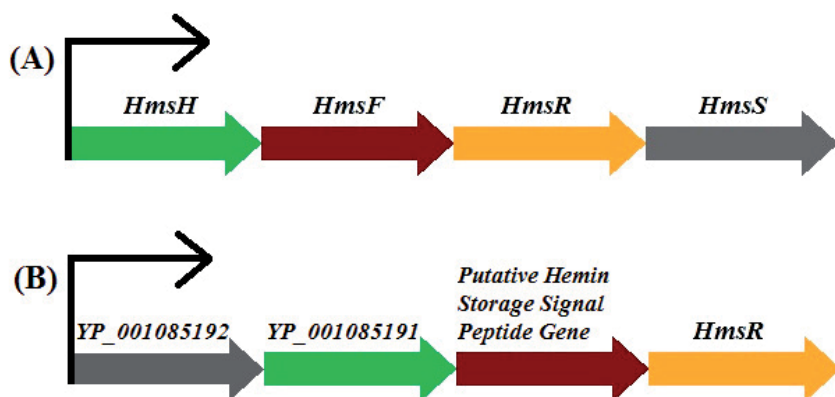 (A)
HmsH HmsF HmsR HmsS
(B)
Putative Hemin
Storage Signal
YP_001085192 YP_001085191 Peptide Gene HmsR